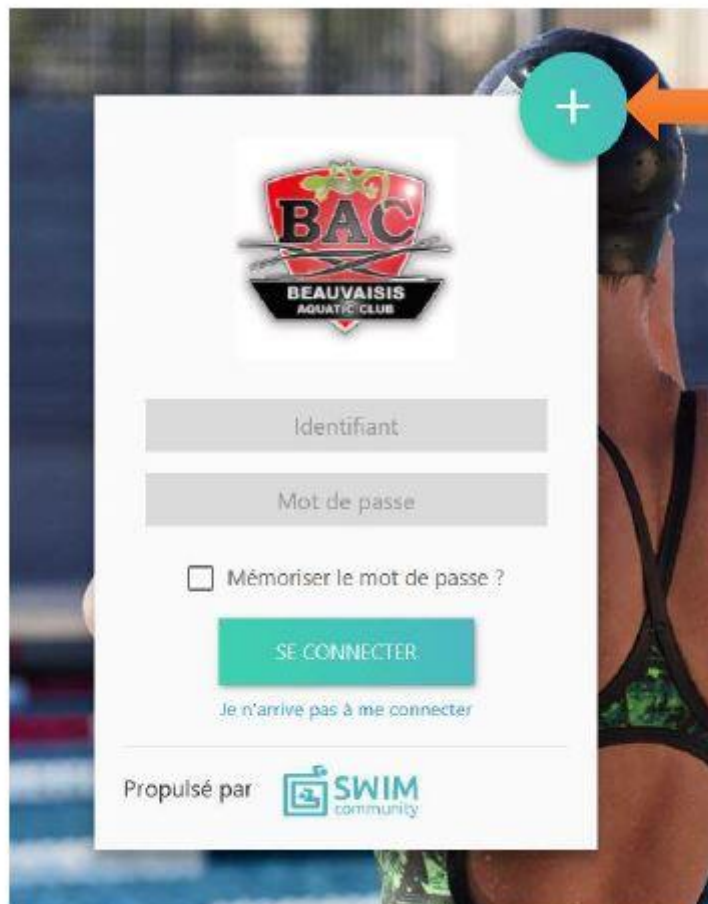 +
BAC
BEAUVAISIS
AQUATIC CLUB
Identifiant
Mot de passe
Mémoriser le mot de passe ?
SE CONNECTER
Je n'arrive pas à me connecter
Propulsé par
SWIM
community